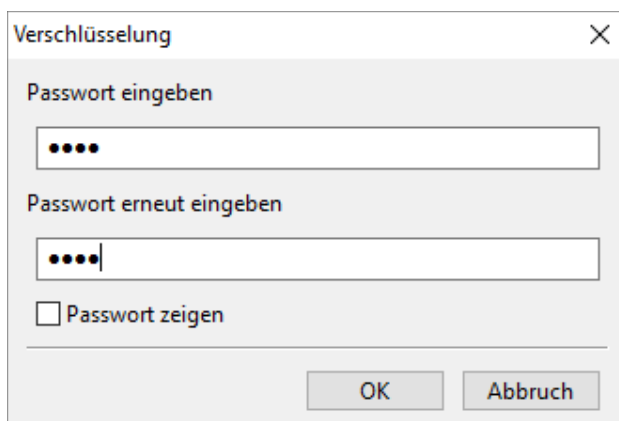 Verschlüsselung
Passwort eingeben
••••
Passwort erneut eingeben
••••
Passwort zeigen
OK Abbruch